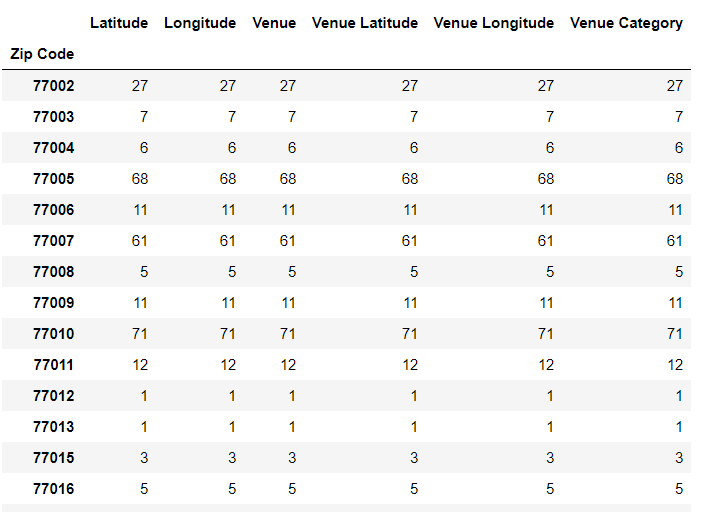 Latitude Longitude Venue Venue Latitude Venue Longitude Venue Category
Zip Code
77002 27 27 27 27 27 27
77003 7 7 7 7 7 7
77004 6 6 6 6 6 6
77005 68 68 68 68 68 68
77006 11 11 11 11 11 11
77007 61 61 61 61 61 61
77008 5 5 5 5 5 5
77009 11 11 11 11 11 11
77010 71 71 71 71 71 71
77011 12 12 12 12 12 12
77012 1 1 1 1 1 1
77013 1 1 1 1 1 1
77015 3 3 3 3 3 3
77016 5 5 5 5 5 5